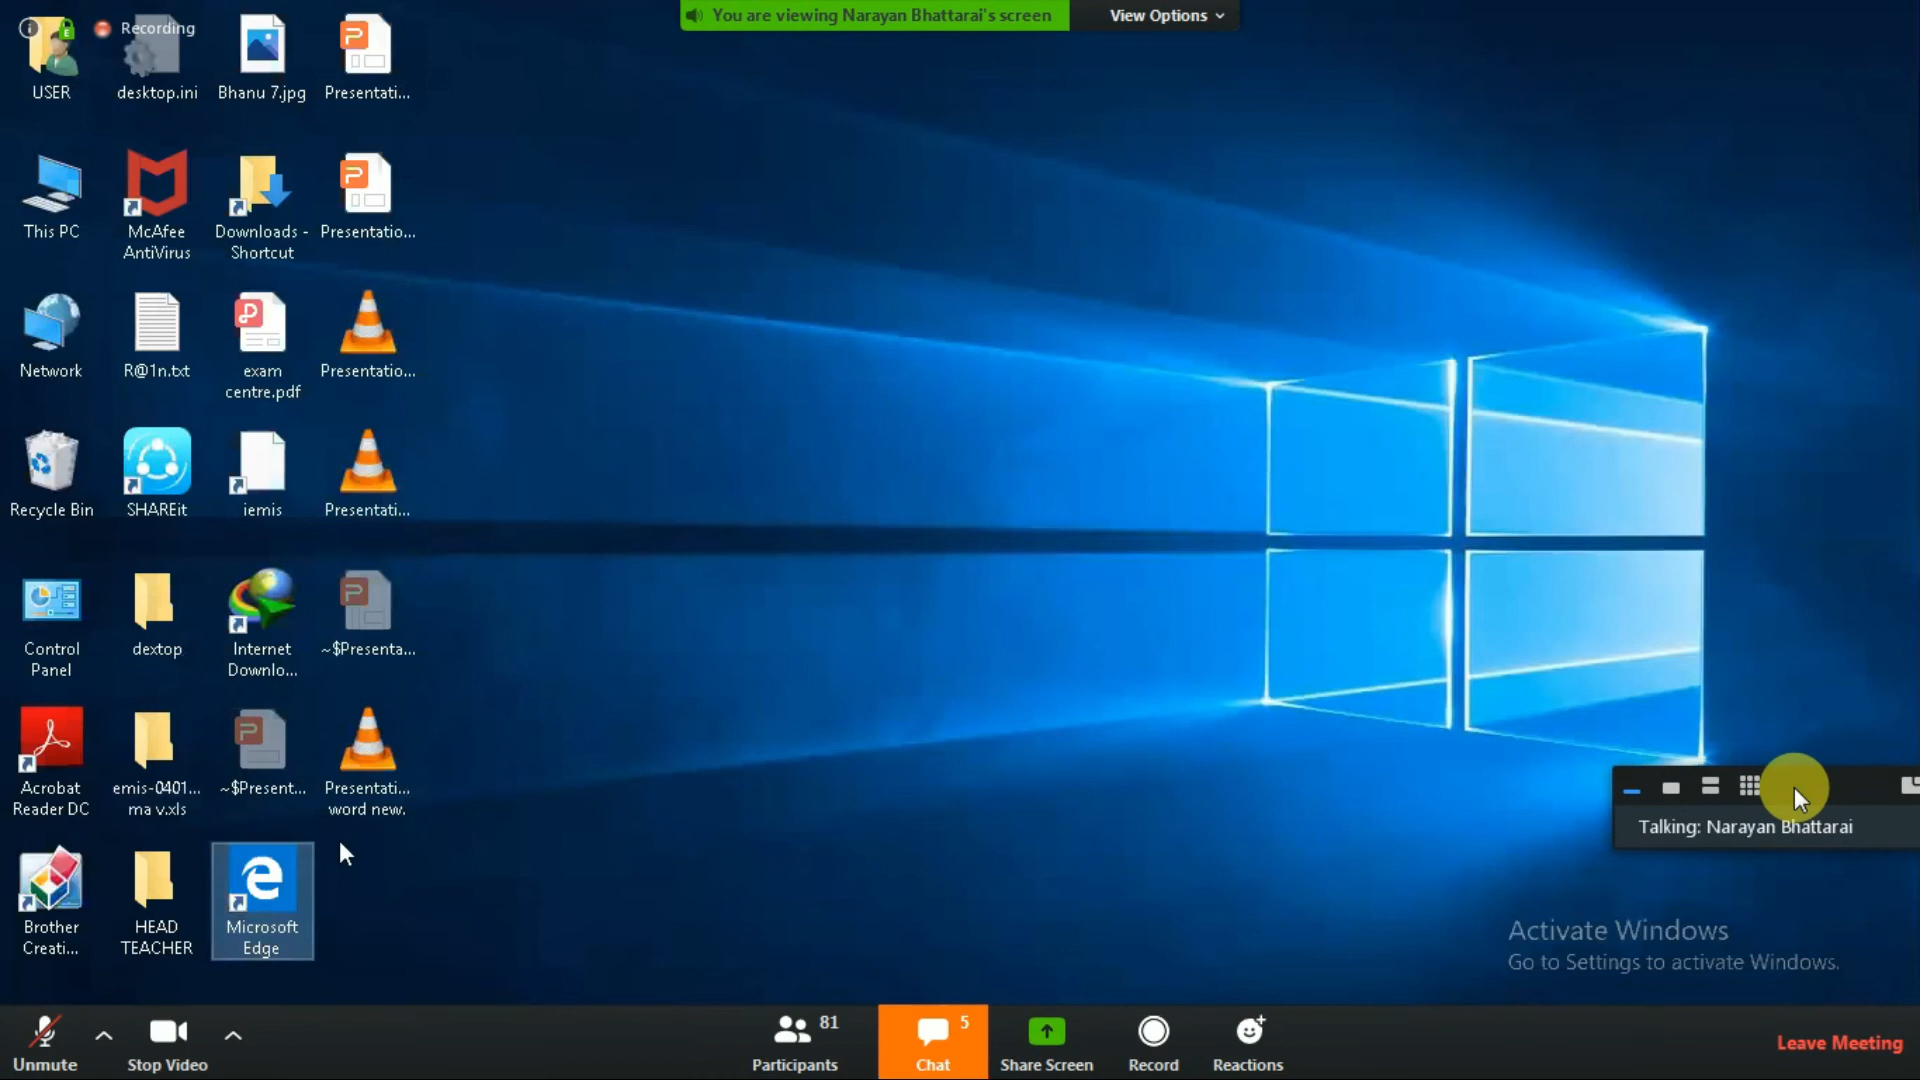 You are viewing Narayan Bhattarai's screen
View Options
Recording
USER
desktop.ini
Bhanu 7.jpg
Presentati...
This PC
McAfee
AntiVirus
Downloads -
Shortcut
Presentatio...
Network
R@1n.txt
exam
centre.pdf
Presentatio...
Recycle Bin
SHAREit
iemis
Presentati...
Control
Panel
dextop
Internet
Downlo...
~$Presenta...
Acrobat
Reader DC
emis-0401...
ma v.xls
~$Present...
Presentati...
word new.
Brother
Creati...
HEAD
TEACHER
Microsoft
Edge
Talking: Narayan Bhattarai
Activate Windows
Go to Settings to activate Windows.
Unmute
Stop Video
81
Participants
5
Chat
Share Screen
Record
Reactions
Leave Meeting